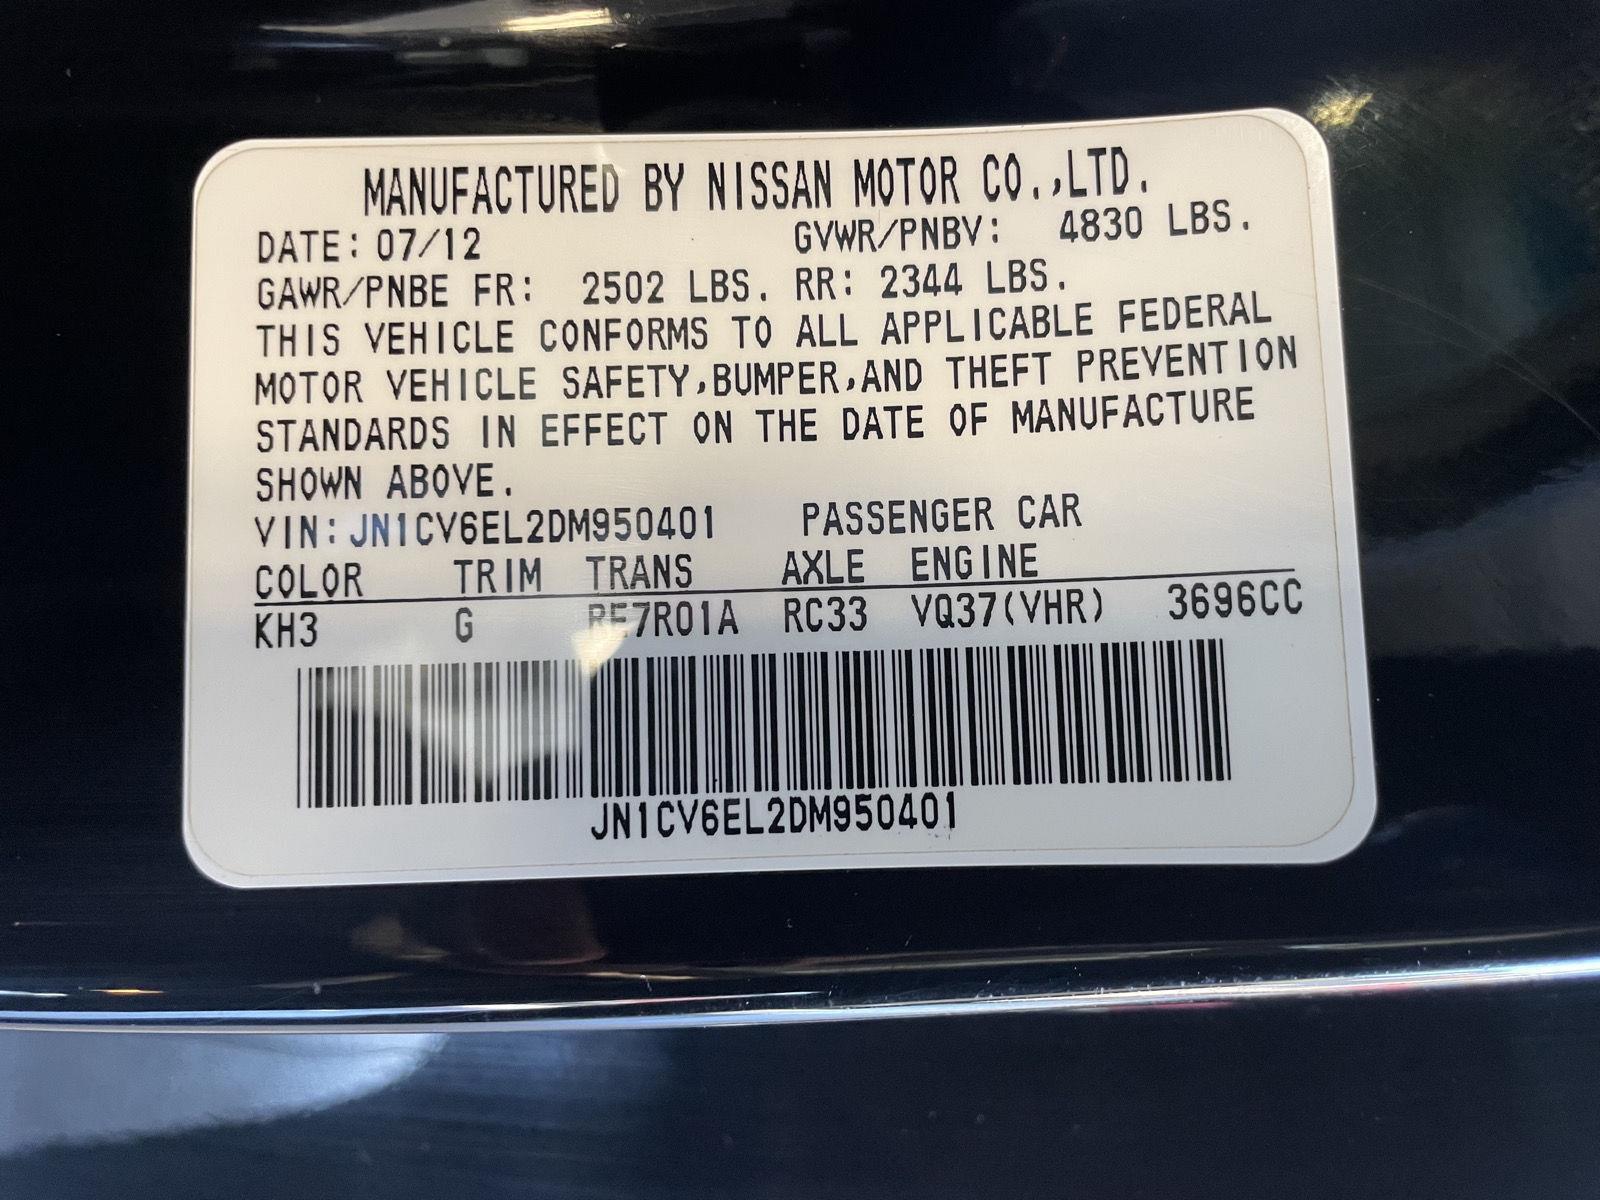 MANUFACTURED BY NISSAN MOTOR CO.,LTD.
DATE: 07/12 GVWR/PNBV: 4830 LBS.
GAWR/PNBE FR: 2502 LBS. RR: 2344 LBS.
THIS VEHICLE CONFORMS TO ALL APPLICABLE FEDERAL
MOTOR VEHICLE SAFETY,BUMPER,AND THEFT PREVENTION
STANDARDS IN EFFECT ON THE DATE OF MANUFACTURE
SHOWN ABOVE.
VIN:JN1CV6EL2DM950401 PASSENGER CAR
COLOR TRIM TRANS AXLE ENGINE
KH3 G RE7R01A RC33 VQ37(VHR) 3696CC
JN1CV6EL2DM950401